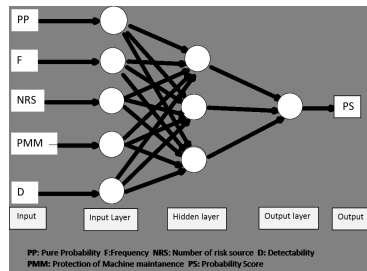 PP
F
NRS
PMM
D
PS
Input
Input Layer
Hidden layer
Output layer
Output
PP: Pure Probability F:Frequency NRS: Number of risk source D: Detectability
PMM: Protection of Machine maintanence PS: Probability Score